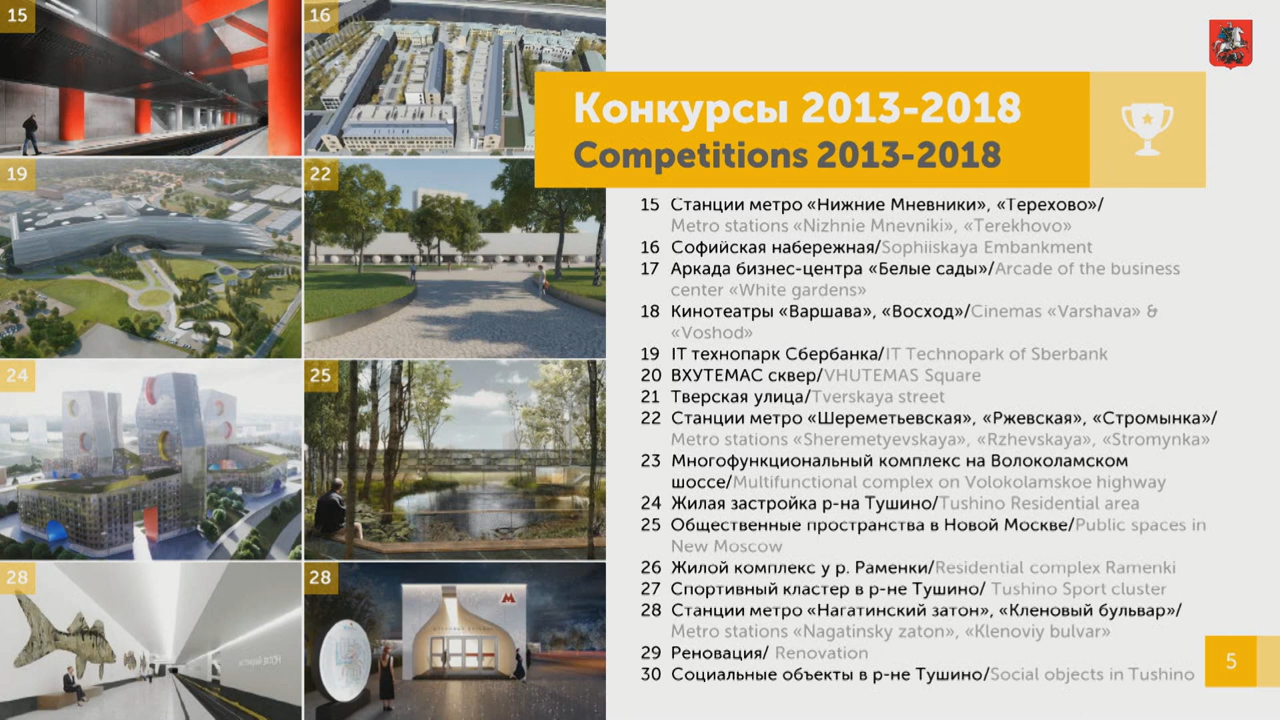 15
16
19
22
24
25
28
28
Конкурсы 2013-2018
Competitions 2013-2018
15 Станции метро «Нижние Мневники», «Терехово»/
Metro stations «Nizhnie Mnevniki», «Terekhovo»
16 Софийская набережная/Sophiiskaya Embankment
17 Аркада бизнес-центра «Белые сады»/Arcade of the business
center «White gardens»
18 Кинотеатры «Варшава», «Восход»/Cinemas «Varshava» &
«Voshod»
19 IT технопарк Сбербанка/IT Technopark of Sberbank
20 ВХУТЕМАС сквер/VHUTEMAS Square
21 Тверская улица/Tverskaya street
22 Станции метро «Шереметьевская», «Ржевская», «Стромынка»/
Metro stations «Sheremetyevskaya», «Rzhevskaya», «Stromynka»
23 Многофункциональный комплекс на Волоколамском
шоссе/Multifunctional complex on Volokolamskoe highway
24 Жилая застройка р-на Тушино/Tushino Residential area
25 Общественные пространства в Новой Москве/Public spaces in
New Moscow
26 Жилой комплекс у р. Раменки/Residential complex Ramenki
27 Спортивный кластер в р-не Тушино/ Tushino Sport cluster
28 Станции метро «Нагатинский затон», «Кленовый бульвар»/
Metro stations «Nagatinsky zaton», «Klenoviy bulvar»
29 Реновация/ Renovation
30 Социальные объекты в р-не Тушино/Social objects in Tushino
5